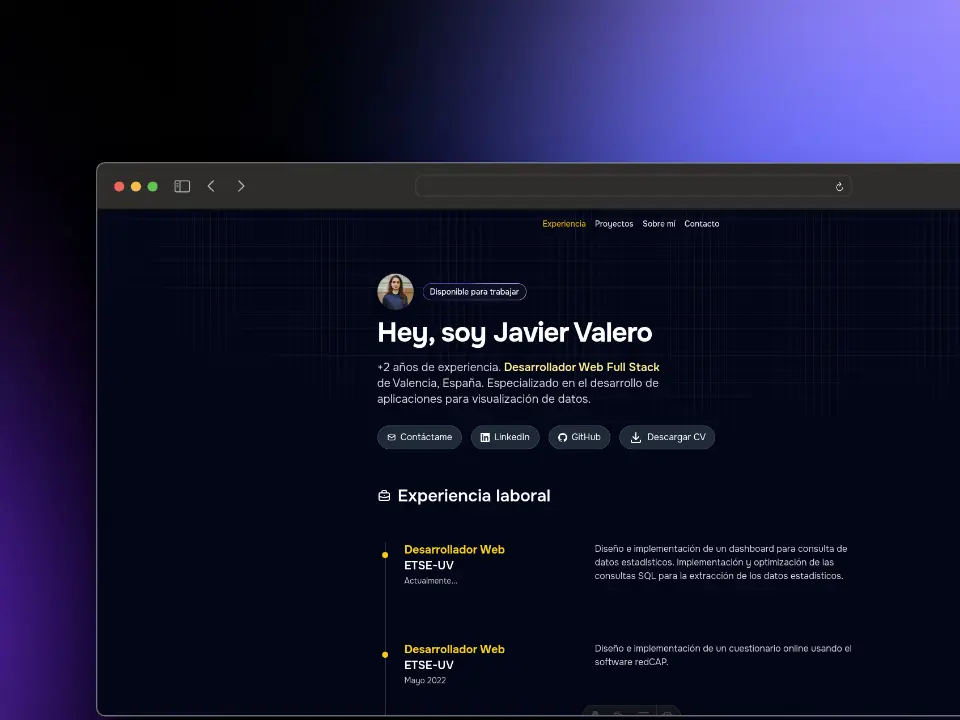 Experiencia Proyectos Sobre mí Contacto
Disponible para trabajar
Hey, soy Javier Valero
+2 años de experiencia. Desarrollador Web Full Stack
de Valencia, España. Especializado en el desarrollo de
aplicaciones para visualización de datos.
Contáctame LinkedIn GitHub Descargar CV
Experiencia laboral
Desarrollador Web
ETSE-UV
Actualmente...
Diseño e implementación de un dashboard para consulta de
datos estadísticos. Implementación y optimización de las
consultas SQL para la extracción de los datos estadísticos.
Desarrollador Web
ETSE-UV
Mayo 2022
Diseño e implementación de un cuestionario online usando el
software redCAP.